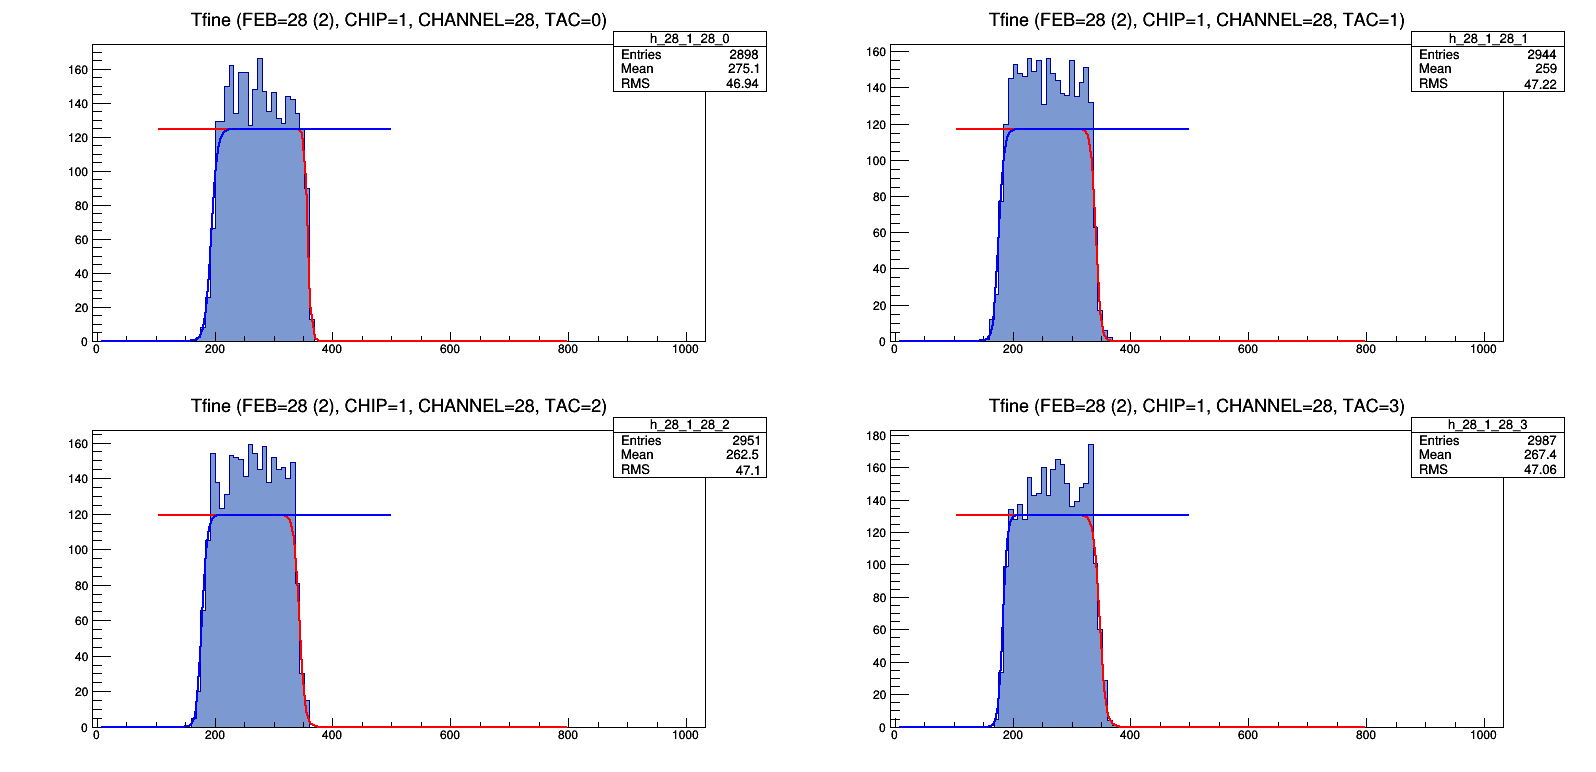 Tfine (FEB=28 (2), CHIP=1, CHANNEL=28, TAC=0)
h_28_1_28_0
Entries 2898
Mean 275.1
RMS 46.94
160
140
120
100
80
60
40
20
0
0 200 400 600 800 1000
Tfine (FEB=28 (2), CHIP=1, CHANNEL=28, TAC=1)
h_28_1_28_1
Entries 2944
Mean 259
RMS 47.22
160
140
120
100
80
60
40
20
0
0 200 400 600 800 1000
Tfine (FEB=28 (2), CHIP=1, CHANNEL=28, TAC=2)
h_28_1_28_2
Entries 2951
Mean 262.5
RMS 47.1
160
140
120
100
80
60
40
20
0
0 200 400 600 800 1000
Tfine (FEB=28 (2), CHIP=1, CHANNEL=28, TAC=3)
h_28_1_28_3
Entries 2987
Mean 267.4
RMS 47.06
180
160
140
120
100
80
60
40
20
0
0 200 400 600 800 1000